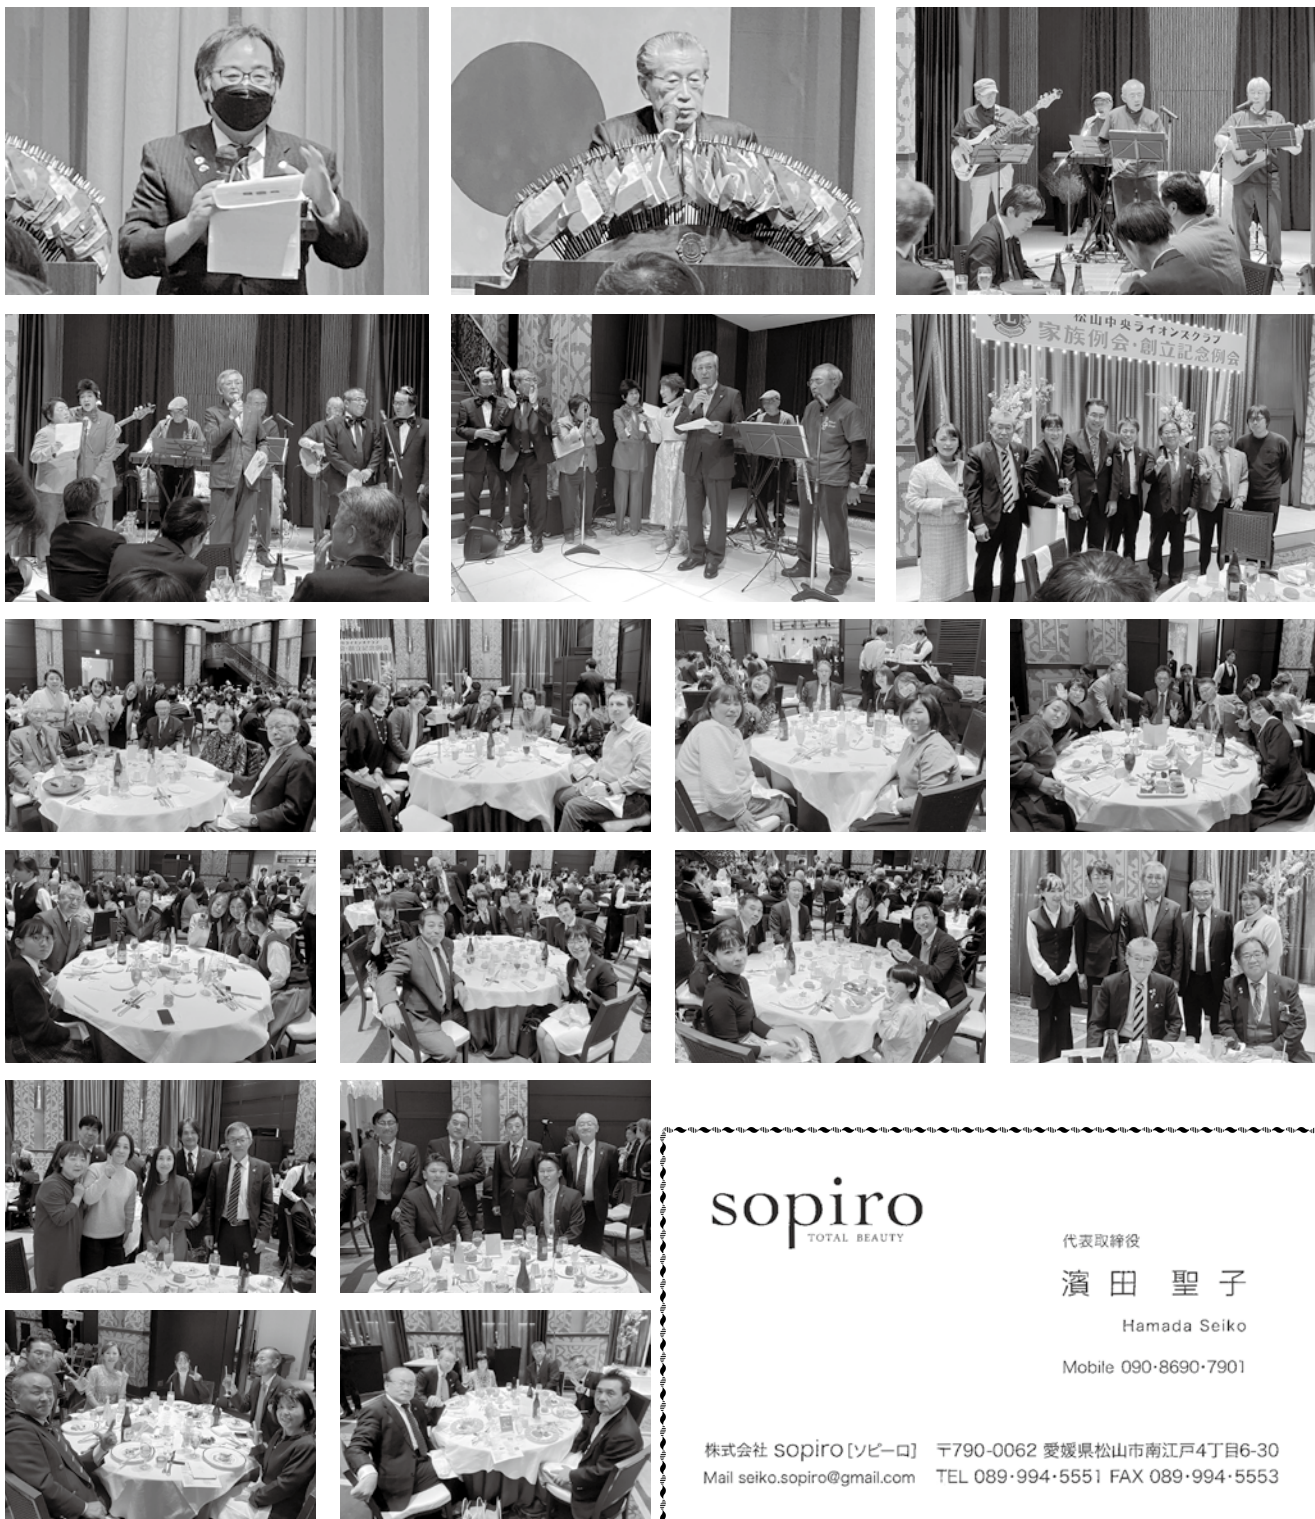 松山中央ライオンズクラブ
家族例会・創立記念例会
sopiro
TOTAL BEAUTY
代表取締役
濱田 聖子
Hamada Seiko
Mobile 090・8690・7901
株式会社 sopiro [ソピーロ] 〒790-0062 愛媛県松山市南江戸4丁目6-30
Mail seiko.sopiro@gmail.com TEL 089・994・5551 FAX 089・994・5553